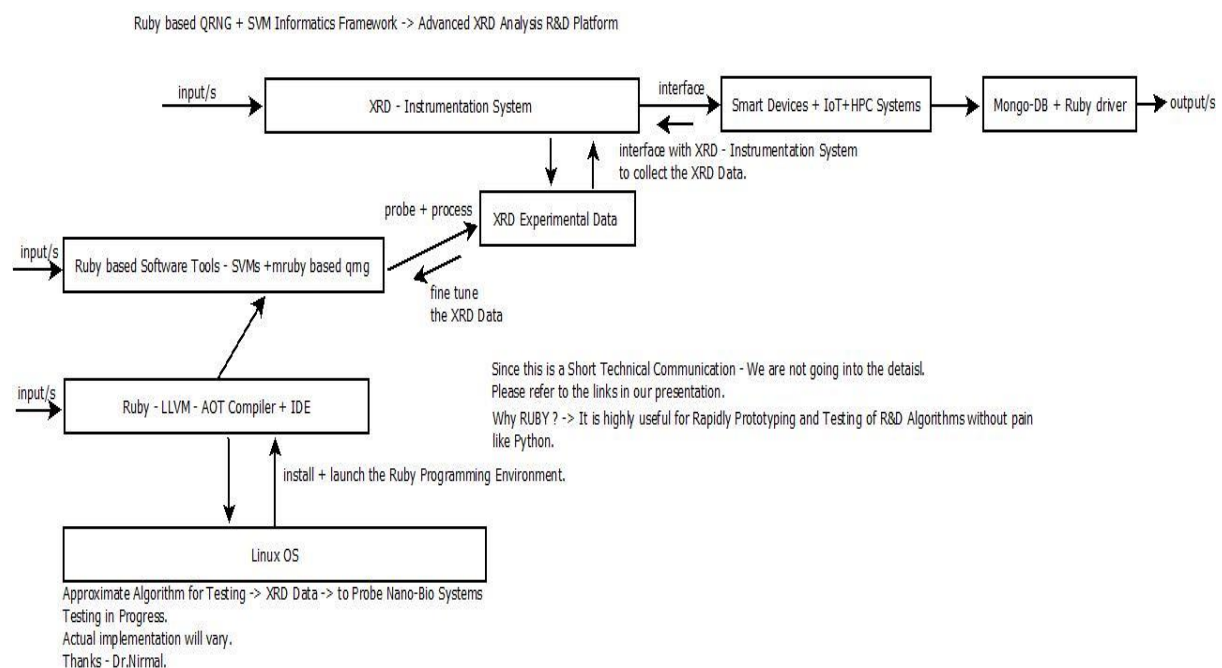 Ruby based QRNG + SVM Informatics Framework -> Advanced XRD Analysis R&D Platform
input/s
XRD - Instrumentation System
interface
Smart Devices + IoT+HPC Systems
Mongo-DB + Ruby driver
output/s
interface with XRD - Instrumentation System
to collect the XRD Data.
probe + process
XRD Experimental Data
input/s
Ruby based Software Tools - SVMs +mruby based qrng
fine tune
the XRD Data
Since this is a Short Technical Communication - We are not going into the detaisl.
Please refer to the links in our presentation.
Why RUBY ? -> It is highly useful for Rapidly Prototyping and Testing of R&D Algorithms without pain
like Python.
input/s
Ruby - LLVM - AOT Compiler + IDE
install + launch the Ruby Programming Environment.
Linux OS
Approximate Algorithm for Testing -> XRD Data -> to Probe Nano-Bio Systems
Testing in Progress.
Actual implementation will vary.
Thanks - Dr.Nirmal.